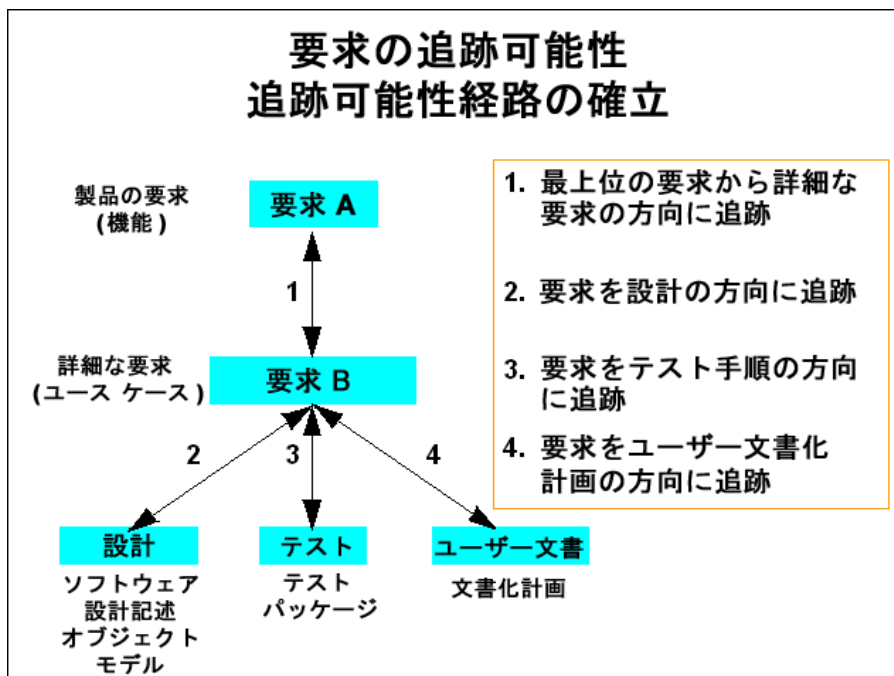 要求の追跡可能性
追跡可能性経路の確立
製品の要求
(機能)
要求 A
1
詳細な要求
(ユース ケース)
要求 B
2
3
4
設計
ソフトウェア
設計記述
オブジェクト
モデル
テスト
テスト
パッケージ
ユーザー文書
文書化計画
1. 最上位の要求から詳細な
要求の方向に追跡
2. 要求を設計の方向に追跡
3. 要求をテスト手順の方向
に追跡
4. 要求をユーザー文書化
計画の方向に追跡